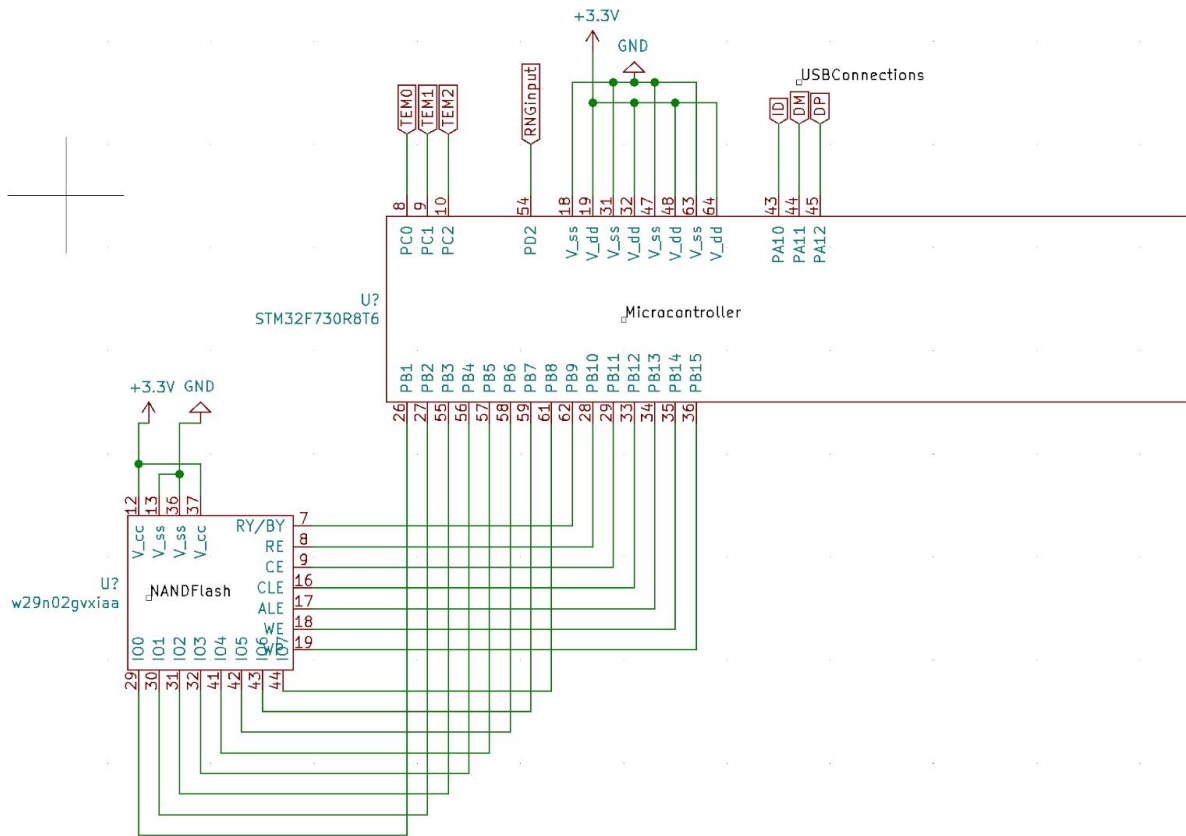 +3.3V
GND
USBConnections
TEM0
TEM1
TEM2
RNGinput
ID
DM
DP
8
9
10
54
18
19
31
32
47
48
63
64
43
44
45
PC0
PC1
PC2
PD2
V_ss
V_dd
V_ss
V_dd
V_ss
V_dd
V_ss
V_dd
PA10
PA11
PA12
U?
STM32F730R8T6
Microcontroller
PB1
PB2
PB3
PB4
PB5
PB6
PB7
PB8
PB9
PB10
PB11
PB12
PB13
PB14
PB15
26
27
55
56
57
58
59
61
62
28
29
33
34
35
36
+3.3V
GND
12
13
36
37
V_cc
V_ss
V_ss
V_cc
RY/BY
7
RE
8
CE
9
CLE
16
ALE
17
WE
18
WP
19
U?
w29n02gvxiaa
NANDFlash
IO0
IO1
IO2
IO3
IO4
IO5
IO6
IO7
29
30
31
32
41
42
43
44